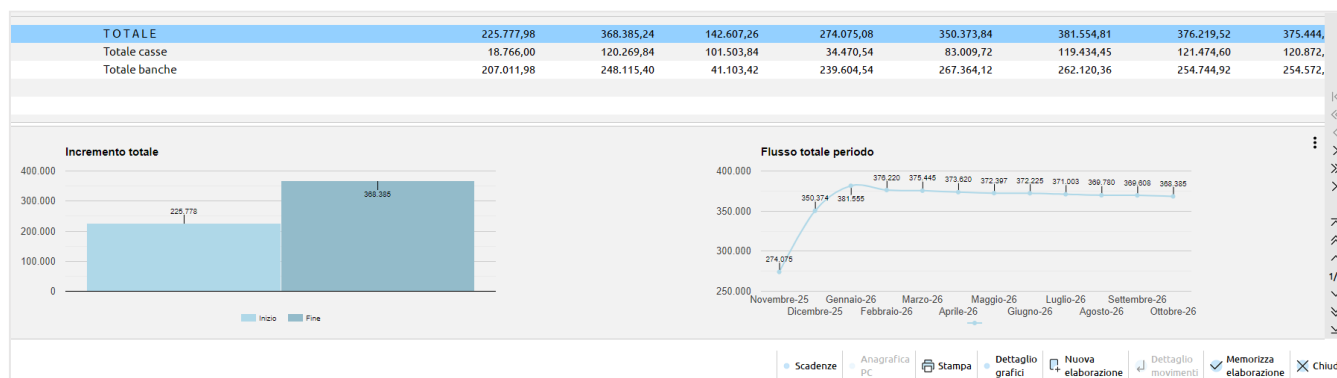 TOTALE 225.777,98 368.385,24 142.607,26 274.075,08 350.373,84 381.554,81 376.219,52 375.444,
Totale casse 18.766,00 120.269,84 101.503,84 34.470,54 83.009,72 119.434,45 121.474,60 120.872,
Totale banche 207.011,98 248.115,40 41.103,42 239.604,54 267.364,12 262.120,36 254.744,92 254.572,
Incremento totale
400.000
300.000
200.000
100.000
0
225.778
368.385
Inizio Fine
Flusso totale periodo
400.000
350.000
300.000
250.000
274.075 350.374 381.555 376.220 375.445 373.620 372.397 372.225 371.003 369.780 369.608 368.385
Novembre-25 Gennaio-26 Marzo-26 Maggio-26 Luglio-26 Settembre-26
Dicembre-25 Febbraio-26 Aprile-26 Giugno-26 Agosto-26 Ottobre-26
1/
Scadenze
Anagrafica
PC
Stampa
Dettaglio
grafici
Nuova
elaborazione
Dettaglio
movimenti
Memorizza
elaborazione
Chiud